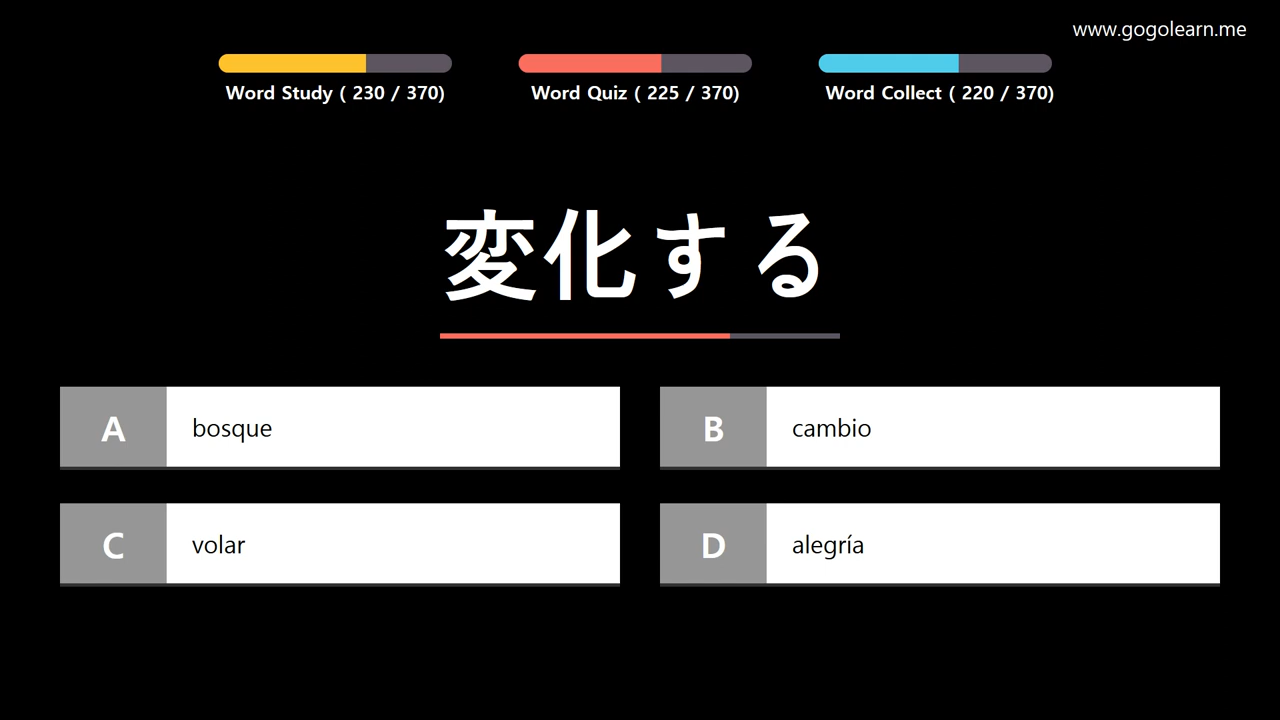 www.gogolearn.me
Word Study ( 230 / 370)
Word Quiz ( 225 / 370)
Word Collect ( 220 / 370)
変化する
A bosque
B cambio
C volar
D alegría